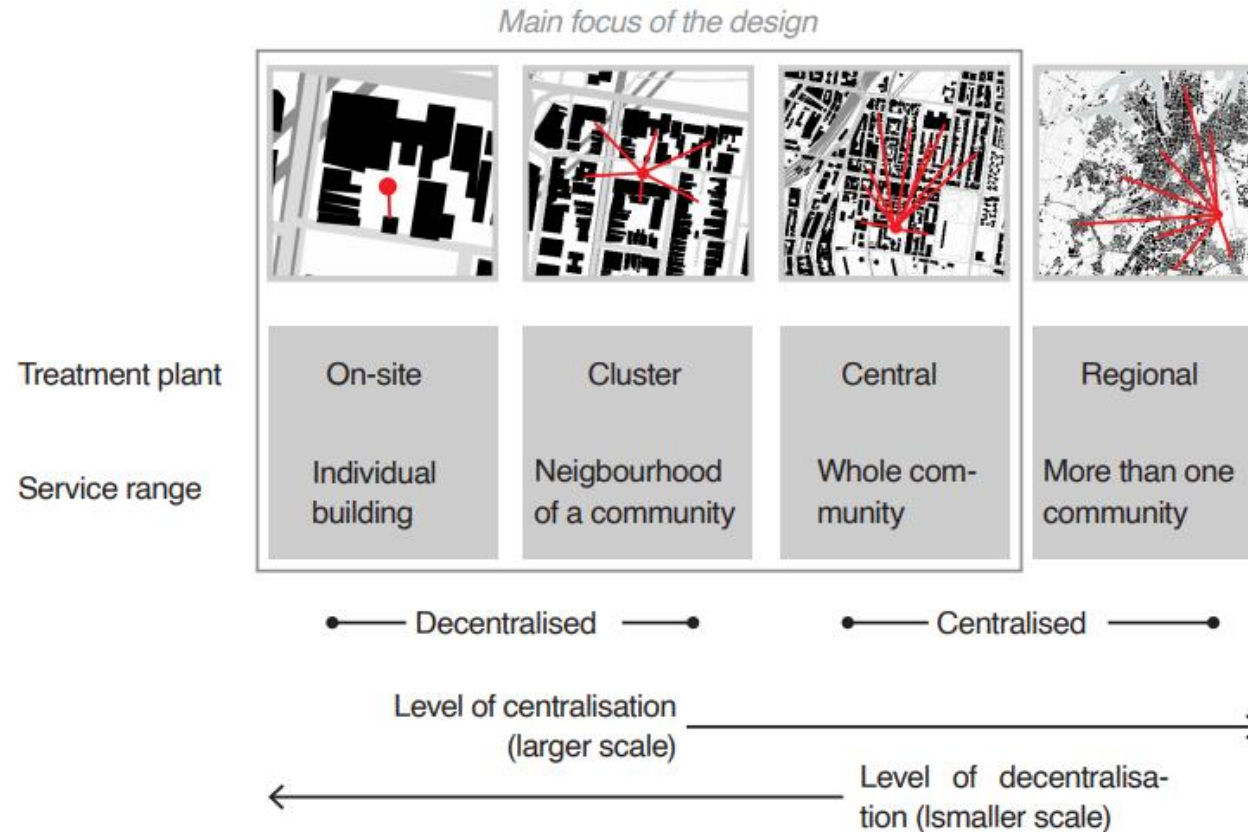 Main focus of the design
Treatment plant
On-site
Cluster
Central
Regional
Service range
Individual
building
Neigbourhood
of a community
Whole com-
munity
More than one
community
Decentralised
Centralised
Level of centralisation
(larger scale)
Level of decentralisa-
tion (lsmaller scale)